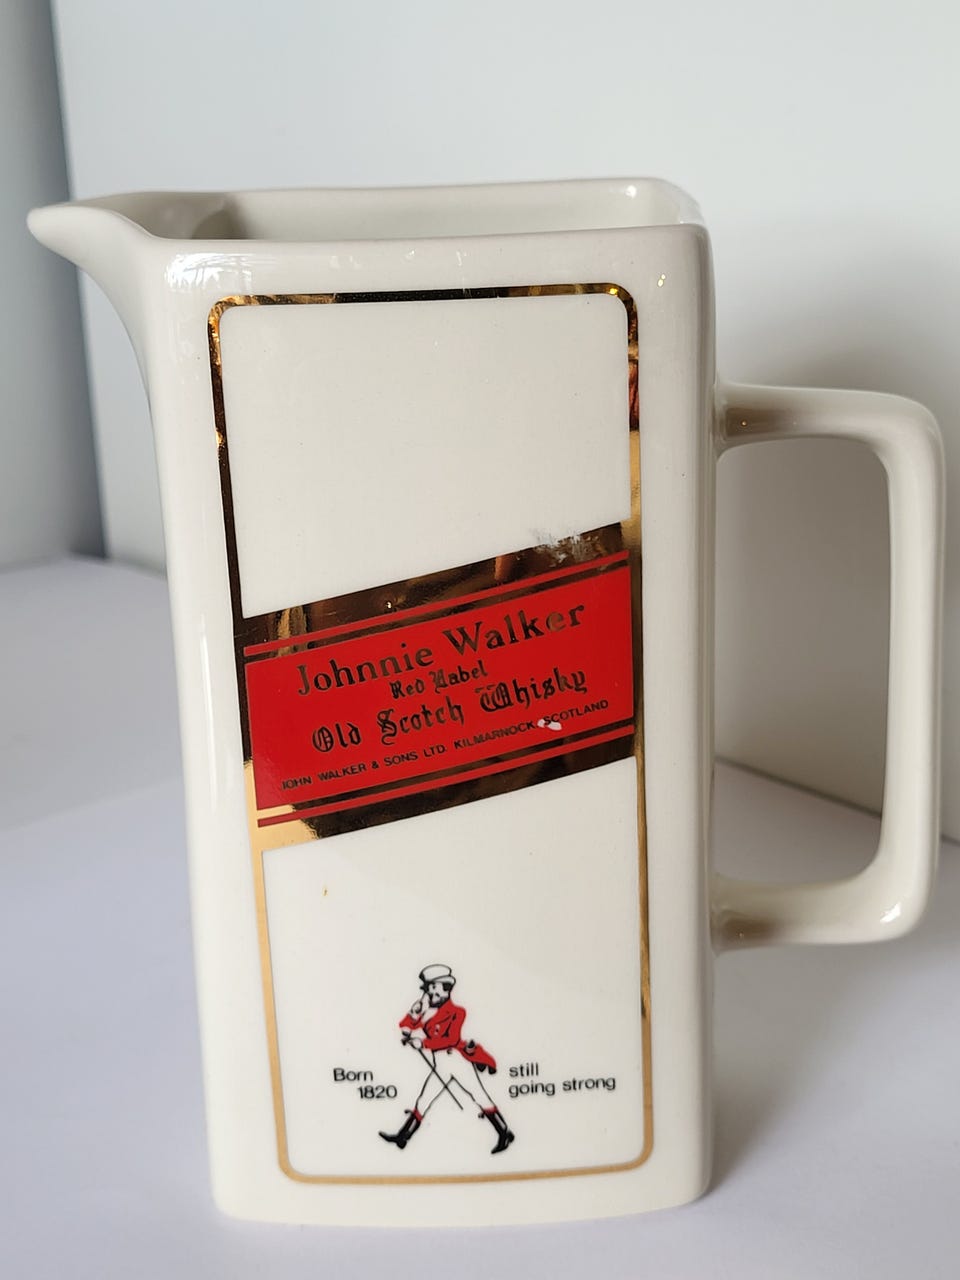 Johnnie Walker
Red Label
Old Scotch Whisky
JOHN WALKER & SONS LTD. KILMARNOCK, SCOTLAND
Born
1820
still
going strong